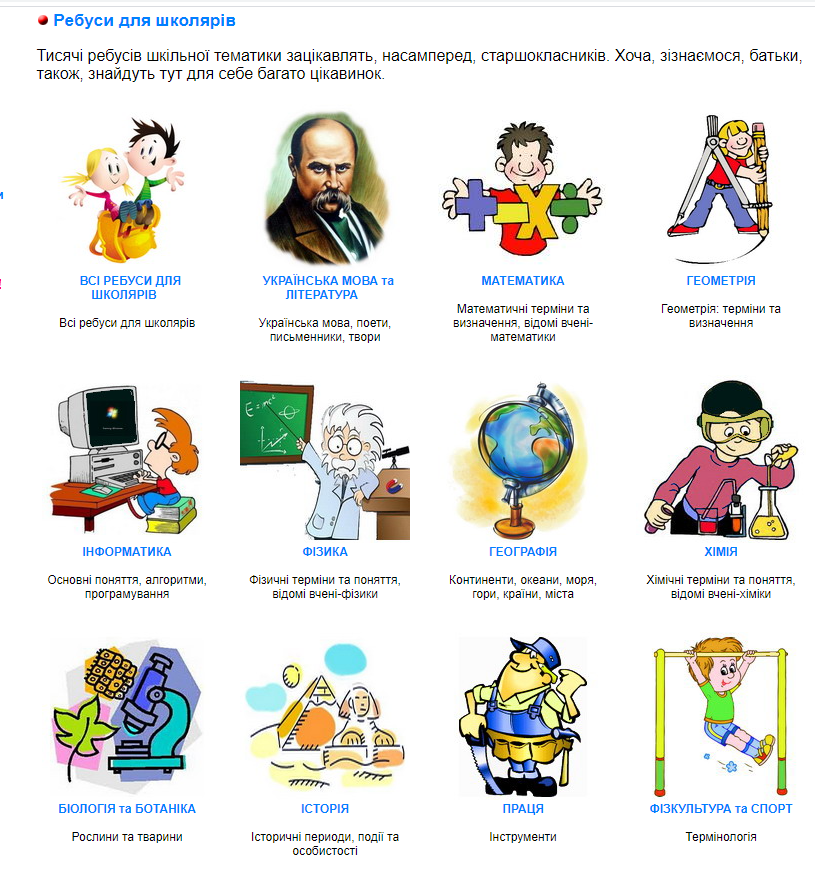 Ребуси для школярів
Тисячі ребусів шкільної тематики зацікавлять, насамперед, старшокласників. Хоча, зізнаємося, батьки,
також, знайдуть тут для себе багато цікавинок.
ВСІ РЕБУСИ ДЛЯ
ШКОЛЯРІВ
Всі ребуси для школярів
УКРАЇНСЬКА МОВА та
ЛІТЕРАТУРА
Українська мова, поети,
письменники, твори
МАТЕМАТИКА
Математичні терміни та
визначення, відомі вчені-
математики
ГЕОМЕТРІЯ
Геометрія: терміни та
визначення
E=mc²
ІНФОРМАТИКА
Основні поняття, алгоритми,
програмування
ФІЗИКА
Фізичні терміни та поняття,
відомі вчені-фізики
ГЕОГРАФІЯ
Континенти, океани, моря,
гори, країни, міста
ХІМІЯ
Хімічні терміни та поняття,
відомі вчені-хіміки
БІОЛОГІЯ та БОТАНІКА
Рослини та тварини
ІСТОРІЯ
Історичні періоди, події та
особистості
ПРАЦЯ
Інструменти
ФІЗКУЛЬТУРА та СПОРТ
Термінологія